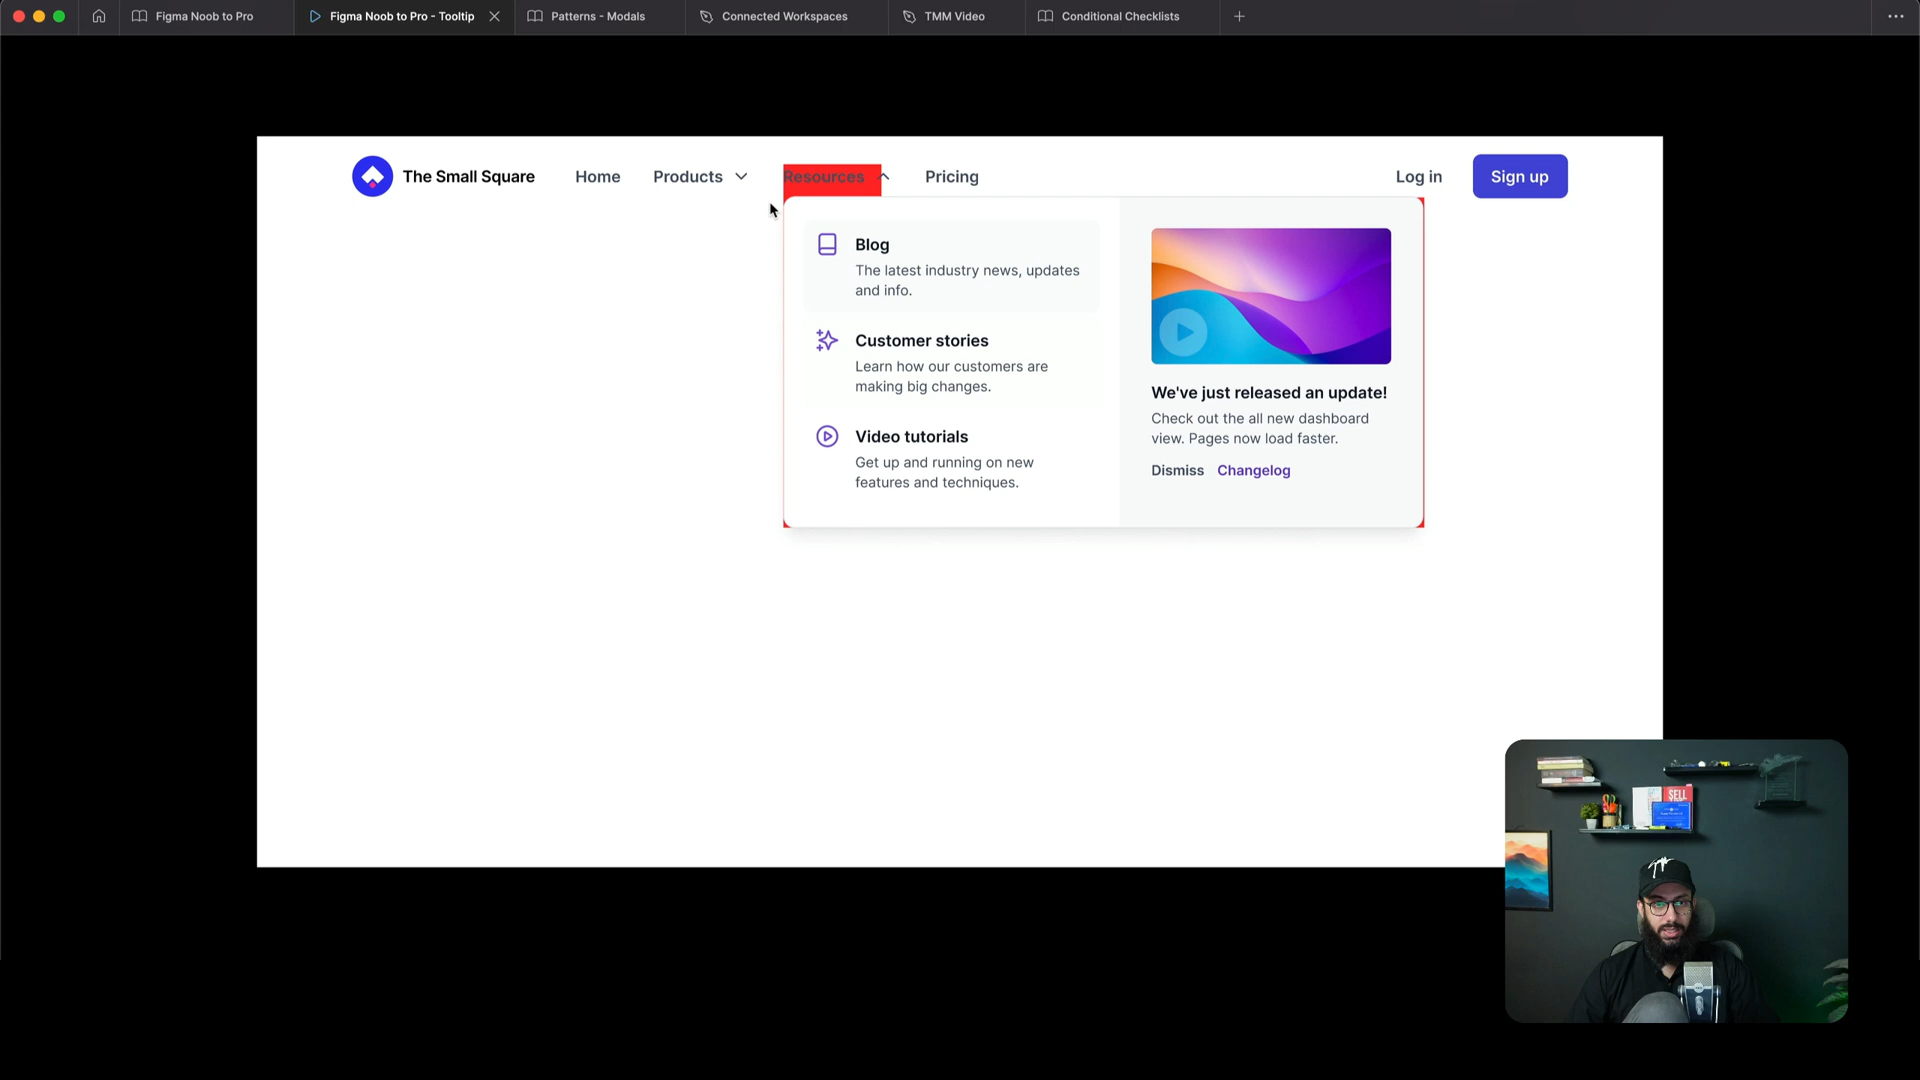 Figma Noob to Pro
Figma Noob to Pro - Tooltip
Patterns - Modals
Connected Workspaces
TMM Video
Conditional Checklists
The Small Square
Home
Products
Resources
Pricing
Log in
Sign up
Blog
The latest industry news, updates
and info.
Customer stories
Learn how our customers are
making big changes.
Video tutorials
Get up and running on new
features and techniques.
We've just released an update!
Check out the all new dashboard
view. Pages now load faster.
Dismiss Changelog
SELL